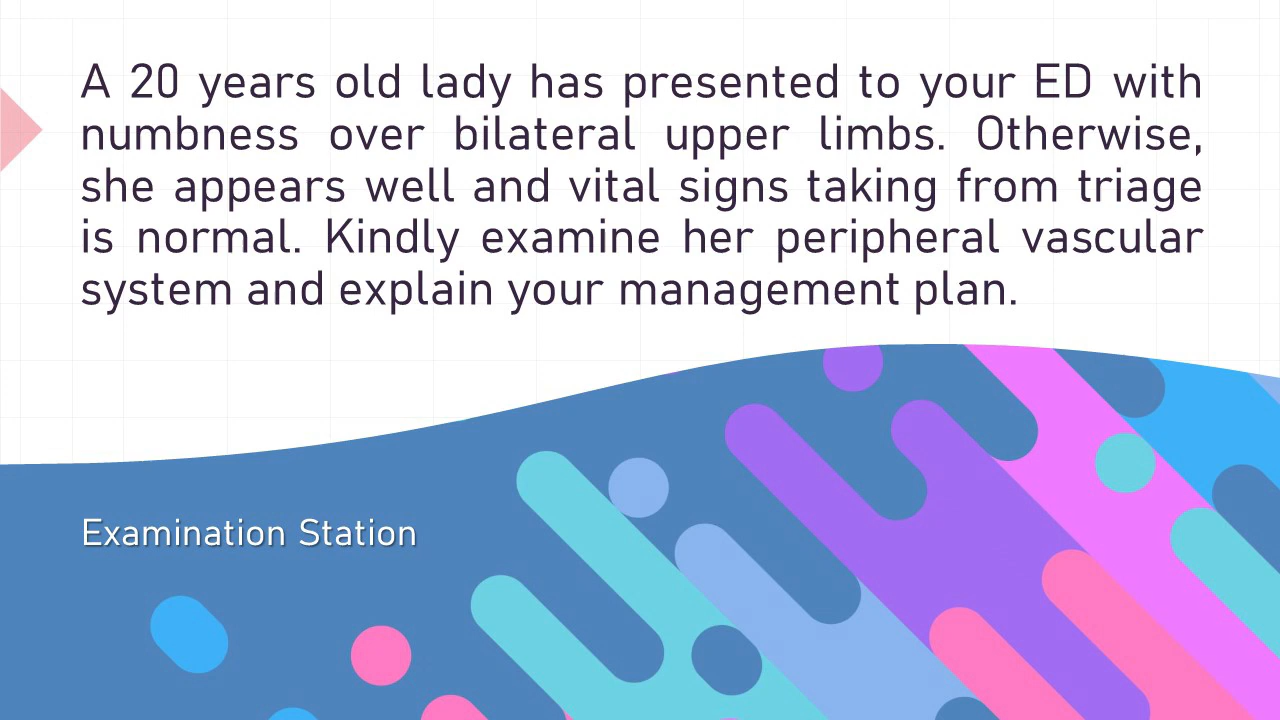 A 20 years old lady has presented to your ED with
numbness over bilateral upper limbs. Otherwise,
she appears well and vital signs taking from triage
is normal. Kindly examine her peripheral vascular
system and explain your management plan.
Examination Station